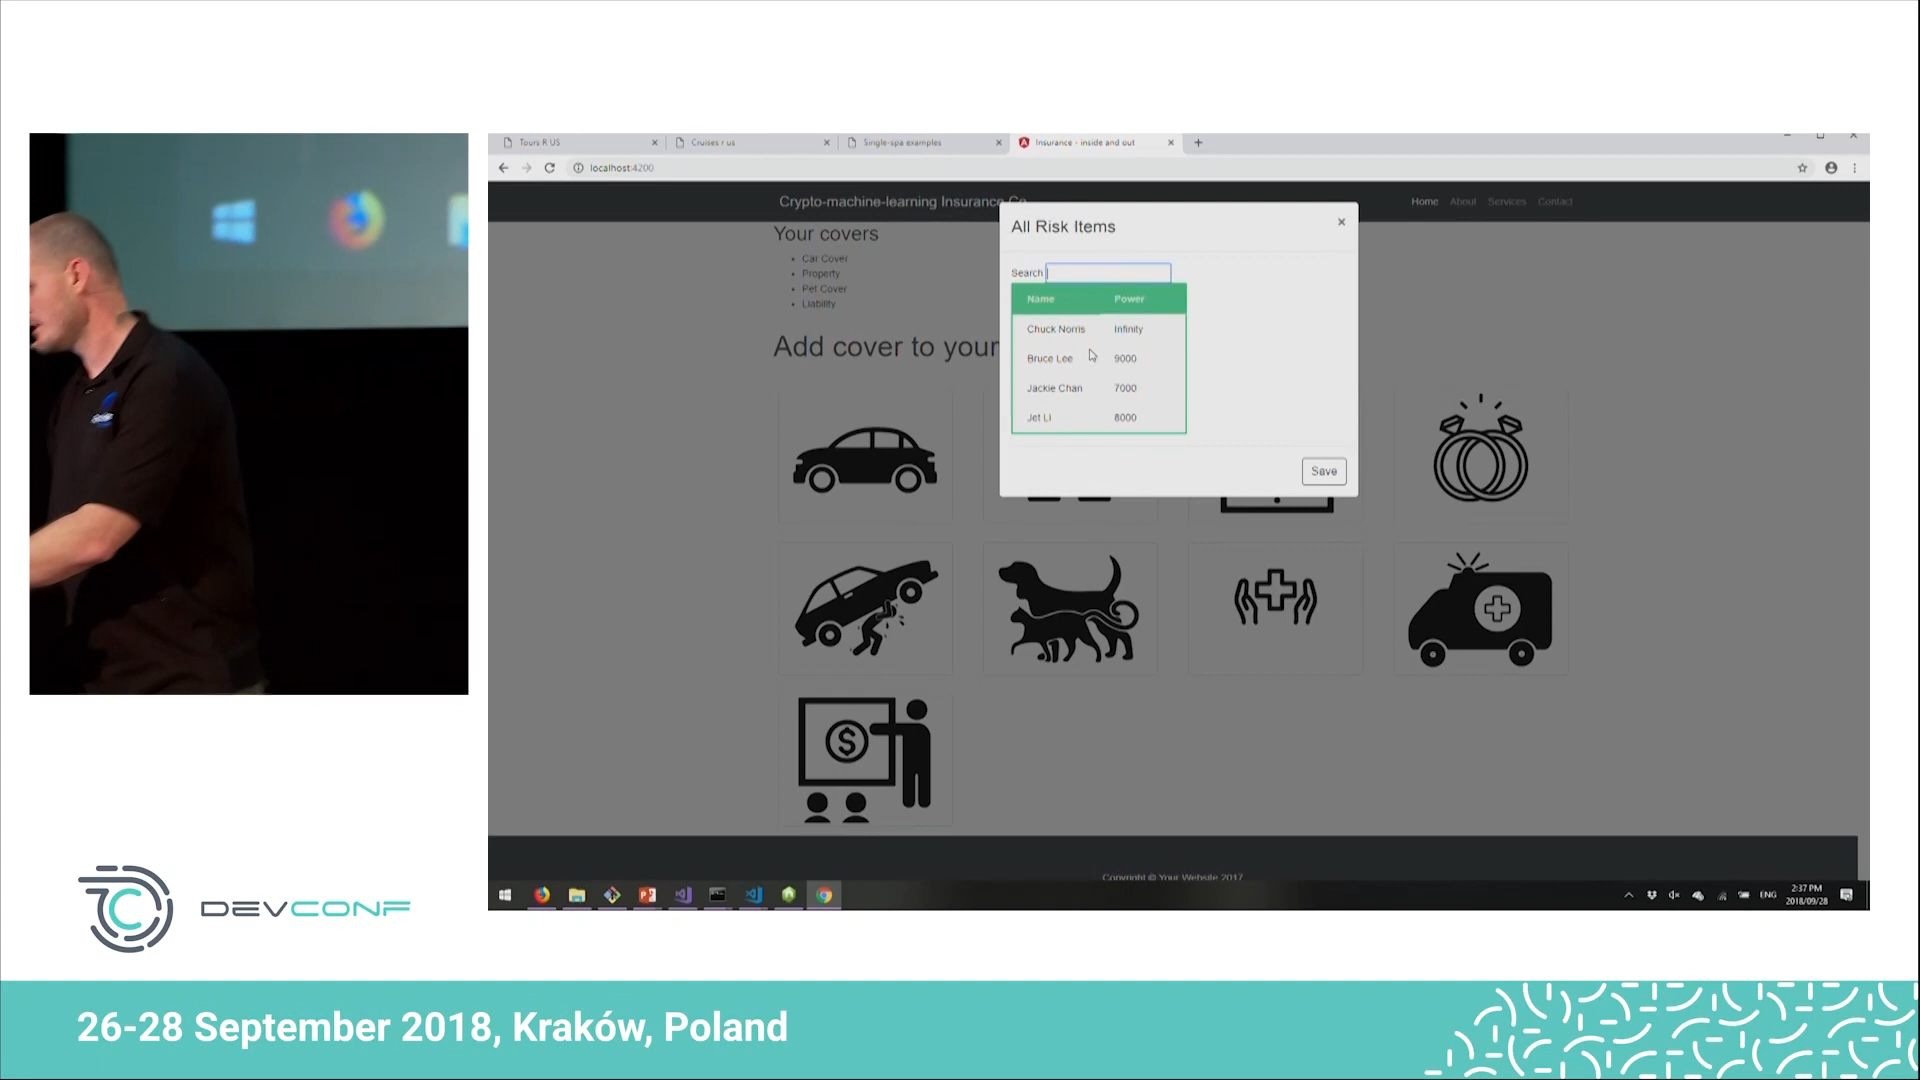 Tours R US
Cruises r us
Single-spa examples
Insurance - inside and out
localhost:4200
Crypto-machine-learning Insurance Co
Home About Services Contact
Your covers
Car Cover
Property
Pet Cover
Liability
Add cover to your
All Risk Items
×
Search
Name Power
Chuck Norris Infinity
Bruce Lee 9000
Jackie Chan 7000
Jet Li 8000
Save
$
Copyright © Your Website 2017
ENG
2:37 PM
2018/09/28
DEVCONF
26-28 September 2018, Kraków, Poland